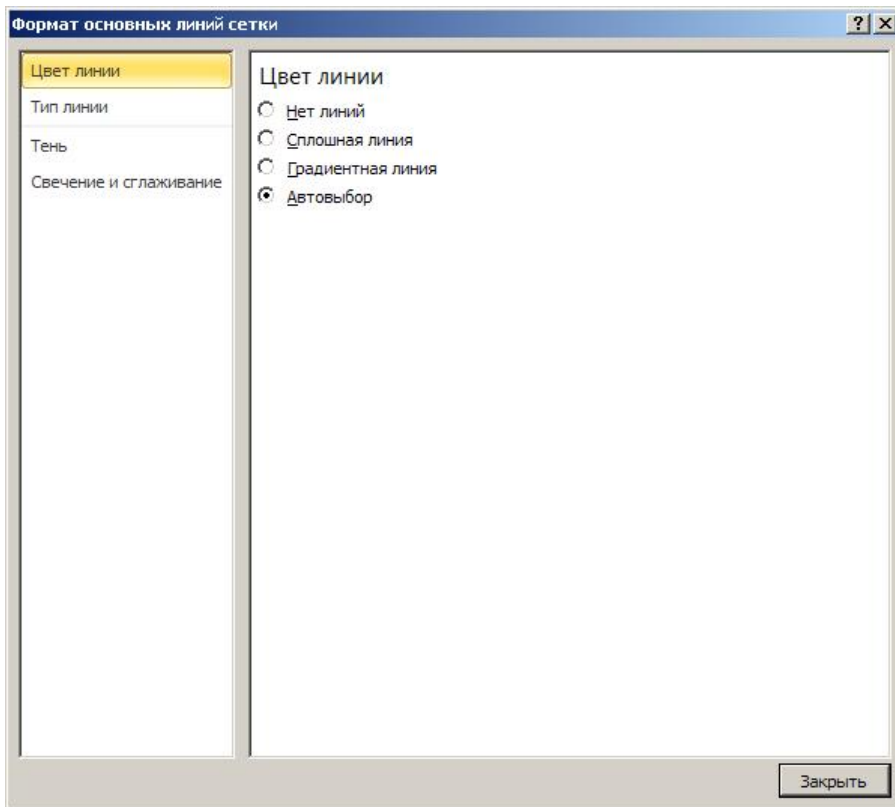 Формат основных линий сетки
Цвет линии
Тип линии
Тень
Свечение и сглаживание
Цвет линии
Нет линий
Сплошная линия
Градиентная линия
Автовыбор
Закрыть